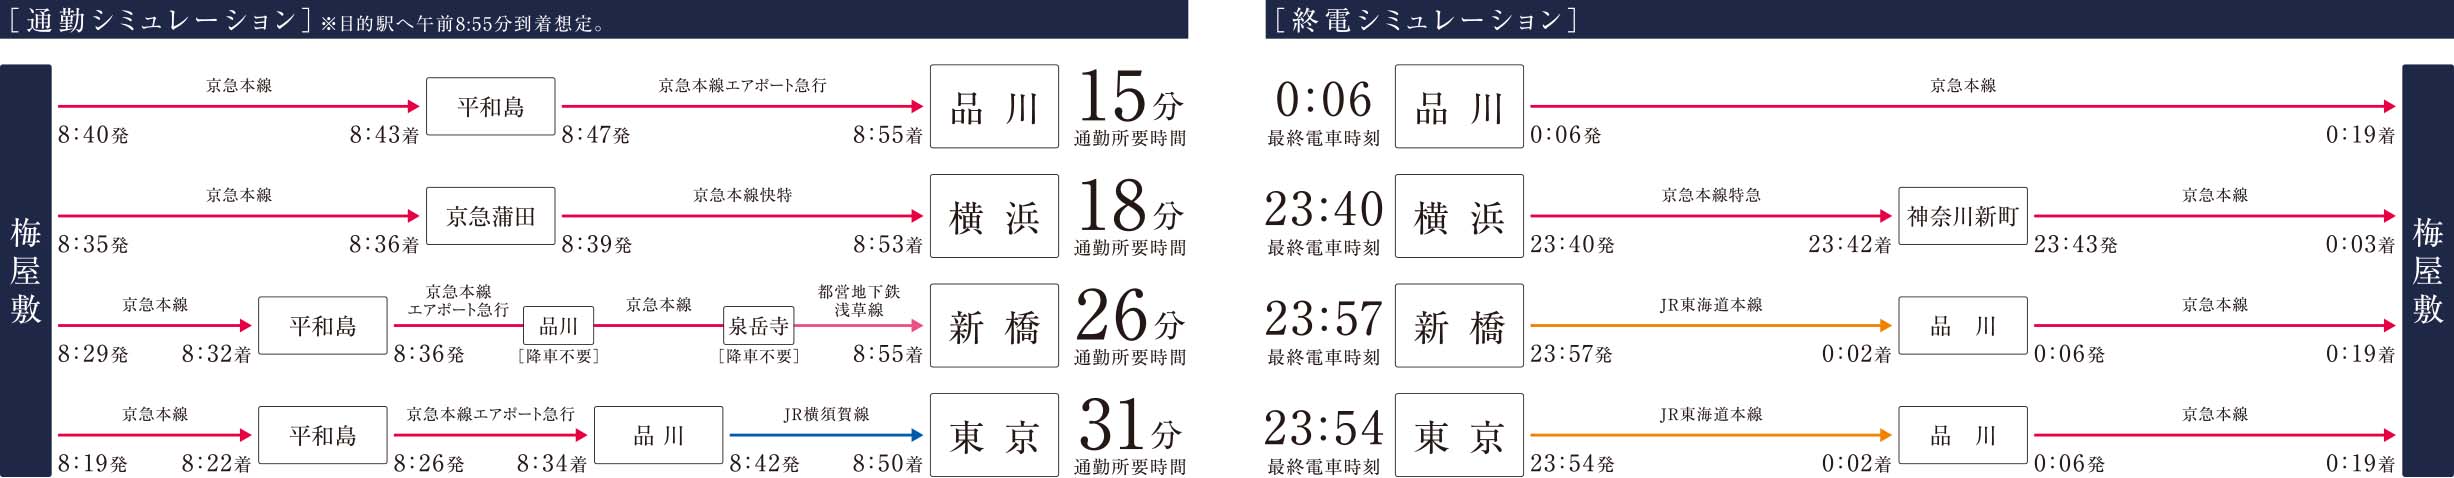 ［通勤シミュレーション］※目的駅へ午前8:55分到着想定。
梅屋敷
京急本線
8:40発
8:43着
平和島
京急本線エアポート急行
8:47発
8:55着
品川
15分
通勤所要時間
京急本線
8:35発
8:36着
京急蒲田
京急本線快特
8:39発
8:53着
横浜
18分
通勤所要時間
京急本線
8:29発
8:32着
平和島
京急本線
エアポート急行
8:36発
品川
［降車不要］
京急本線
泉岳寺
［降車不要］
都営地下鉄
浅草線
8:55着
新橋
26分
通勤所要時間
京急本線
8:19発
8:22着
平和島
京急本線エアポート急行
8:26発
8:34着
品川
JR横須賀線
8:42発
8:50着
東京
31分
通勤所要時間
［終電シミュレーション］
0:06
最終電車時刻
品川
京急本線
0:06発
0:19着
23:40
最終電車時刻
横浜
京急本線特急
23:40発
23:42着
神奈川新町
京急本線
23:43発
0:03着
23:57
最終電車時刻
新橋
JR東海道本線
23:57発
0:02着
品川
京急本線
0:06発
0:19着
23:54
最終電車時刻
東京
JR東海道本線
23:54発
0:02着
品川
京急本線
0:06発
0:19着
梅屋敷